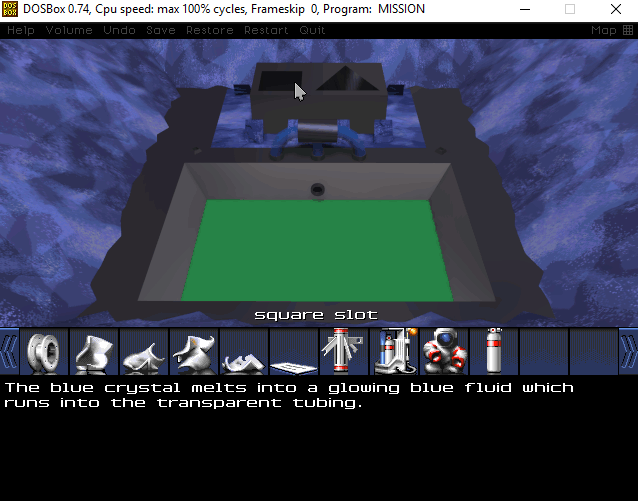 DOSBox 0.74, Cpu speed: max 100% cycles, Frameskip 0, Program: MISSION
Help Volume Undo Save Restore Restart Quit Map
square slot
The blue crystal melts into a glowing blue fluid which
runs into the transparent tubing.